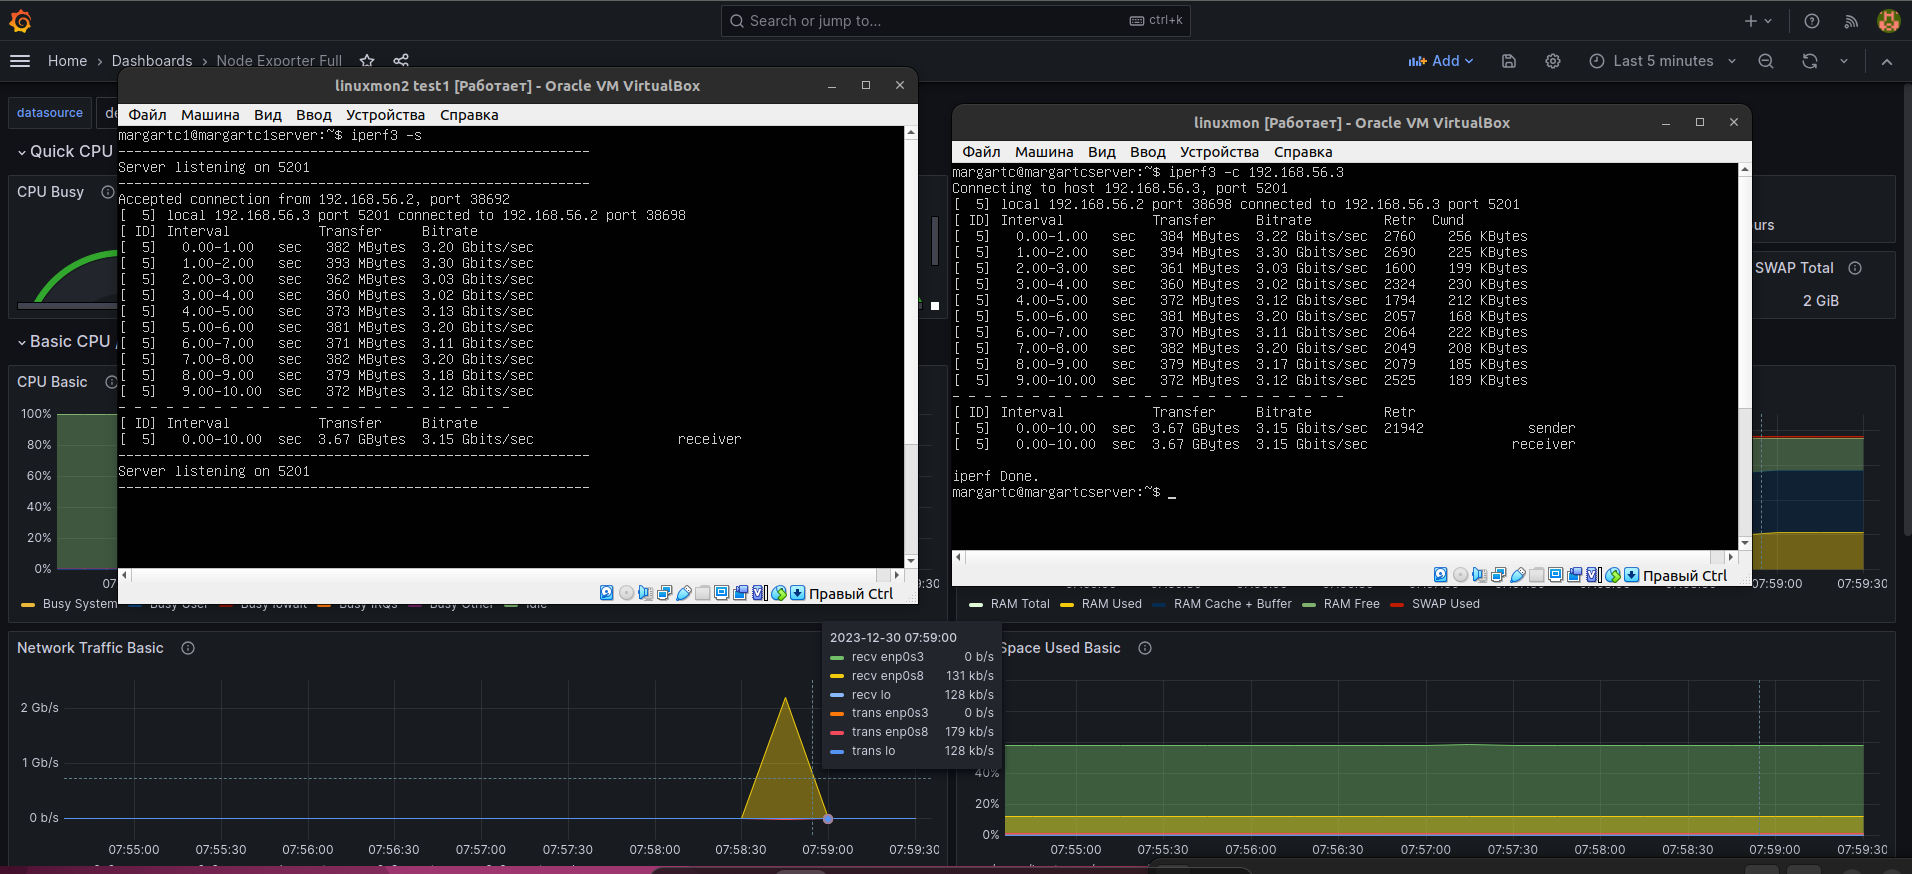 Search or jump to...
ctrl+k
Home › Dashboards › Node Exporter Full
Add
Last 5 minutes
datasource
Quick CPU
CPU Busy
Basic CPU
CPU Basic
100%
80%
60%
40%
20%
0%
Busy System
Busy User
Busy Iowait
Busy IRQs
Busy Other
Idle
linuxmon2 test1 [Работает] - Oracle VM VirtualBox
Файл Машина Вид Ввод Устройства Справка
margartc1@margartc1server:~$ iperf3 -s
-----------------------------------------------------------
Server listening on 5201
-----------------------------------------------------------
Accepted connection from 192.168.56.2, port 38692
[  5] local 192.168.56.3 port 5201 connected to 192.168.56.2 port 38698
[ ID] Interval           Transfer     Bitrate
[  5]   0.00-1.00   sec   382 MBytes  3.20 Gbits/sec
[  5]   1.00-2.00   sec   393 MBytes  3.30 Gbits/sec
[  5]   2.00-3.00   sec   362 MBytes  3.03 Gbits/sec
[  5]   3.00-4.00   sec   360 MBytes  3.02 Gbits/sec
[  5]   4.00-5.00   sec   373 MBytes  3.13 Gbits/sec
[  5]   5.00-6.00   sec   381 MBytes  3.20 Gbits/sec
[  5]   6.00-7.00   sec   371 MBytes  3.11 Gbits/sec
[  5]   7.00-8.00   sec   382 MBytes  3.20 Gbits/sec
[  5]   8.00-9.00   sec   379 MBytes  3.18 Gbits/sec
[  5]   9.00-10.00  sec   372 MBytes  3.12 Gbits/sec
- - - - - - - - - - - - - - - - - - - - - - - - -
[ ID] Interval           Transfer     Bitrate
[  5]   0.00-10.00  sec  3.67 GBytes  3.15 Gbits/sec                  receiver
-----------------------------------------------------------
Server listening on 5201
-----------------------------------------------------------
Правый Ctrl
linuxmon [Работает] - Oracle VM VirtualBox
Файл Машина Вид Ввод Устройства Справка
margartc@margartcserver:~$ iperf3 -c 192.168.56.3
Connecting to host 192.168.56.3, port 5201
[  5] local 192.168.56.2 port 38698 connected to 192.168.56.3 port 5201
[ ID] Interval           Transfer     Bitrate         Retr  Cwnd
[  5]   0.00-1.00   sec   384 MBytes  3.22 Gbits/sec  2760    256 KBytes
[  5]   1.00-2.00   sec   394 MBytes  3.30 Gbits/sec  2690    225 KBytes
[  5]   2.00-3.00   sec   361 MBytes  3.03 Gbits/sec  1600    199 KBytes
[  5]   3.00-4.00   sec   360 MBytes  3.02 Gbits/sec  2324    230 KBytes
[  5]   4.00-5.00   sec   372 MBytes  3.12 Gbits/sec  1794    212 KBytes
[  5]   5.00-6.00   sec   381 MBytes  3.20 Gbits/sec  2057    168 KBytes
[  5]   6.00-7.00   sec   370 MBytes  3.11 Gbits/sec  2064    222 KBytes
[  5]   7.00-8.00   sec   382 MBytes  3.20 Gbits/sec  2049    208 KBytes
[  5]   8.00-9.00   sec   379 MBytes  3.17 Gbits/sec  2079    185 KBytes
[  5]   9.00-10.00  sec   372 MBytes  3.12 Gbits/sec  2525    189 KBytes
- - - - - - - - - - - - - - - - - - - - - - - - -
[ ID] Interval           Transfer     Bitrate         Retr
[  5]   0.00-10.00  sec  3.67 GBytes  3.15 Gbits/sec  21942             sender
[  5]   0.00-10.00  sec  3.67 GBytes  3.15 Gbits/sec                  receiver
iperf Done.
margartc@margartcserver:~$ _
Правый Ctrl
urs
SWAP Total
2 GiB
07:59:00 07:59:30
RAM Total RAM Used RAM Cache + Buffer RAM Free SWAP Used
Network Traffic Basic
2 Gb/s
1 Gb/s
0 b/s
07:55:00 07:55:30 07:56:00 07:56:30 07:57:00 07:57:30 07:58:00 07:58:30 07:59:00 07:59:30
2023-12-30 07:59:00
recv enp0s3 0 b/s
recv enp0s8 131 kb/s
recv lo 128 kb/s
trans enp0s3 0 b/s
trans enp0s8 179 kb/s
trans lo 128 kb/s
Space Used Basic
40%
20%
0%
07:55:00 07:55:30 07:56:00 07:56:30 07:57:00 07:57:30 07:58:00 07:58:30 07:59:00 07:59:30